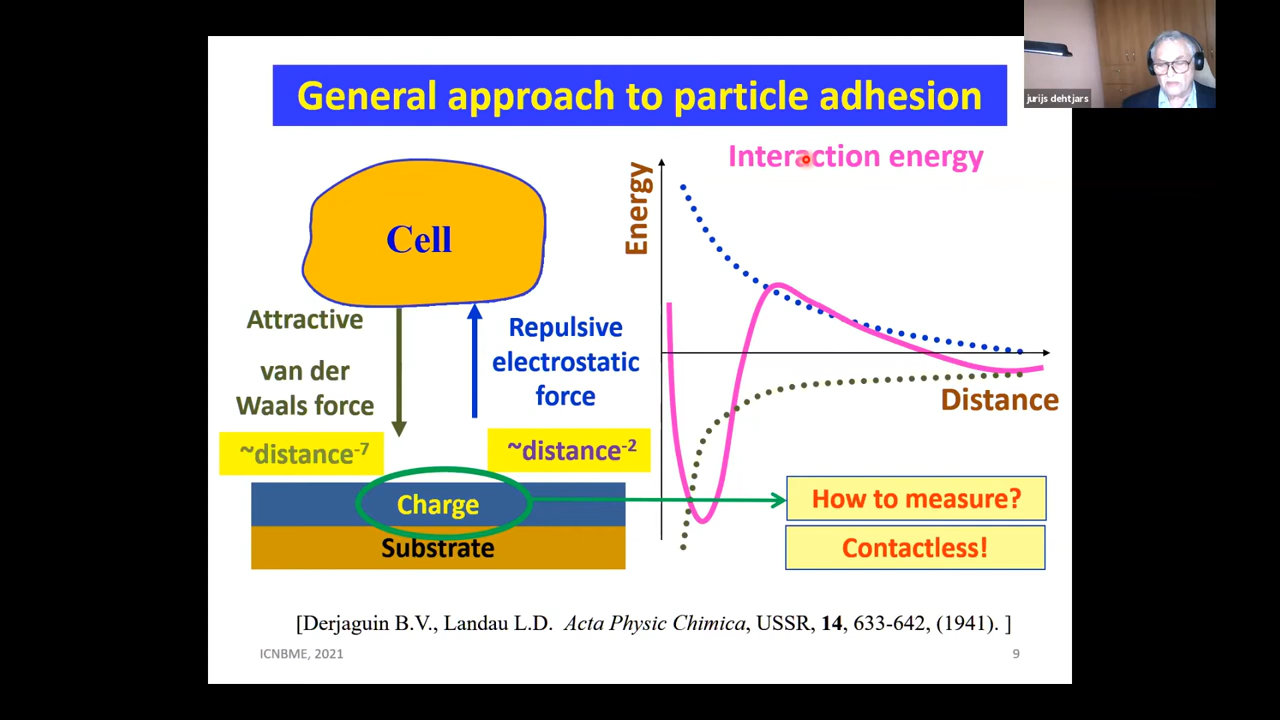 General approach to particle adhesion
jurijs dehtjars
Interaction energy
Energy
Cell
Attractive
van der
Waals force
~distance-7
Repulsive
electrostatic
force
~distance-2
Distance
Charge
Substrate
How to measure?
Contactless!
[Derjaguin B.V., Landau L.D. Acta Physic Chimica, USSR, 14, 633-642, (1941). ]
ICNBME, 2021
9